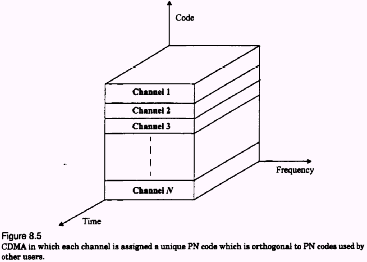 Code
Channel 1
Channel 2
Channel 3
Channel N
Frequency
Time
Figure 8.5
CDMA in which each channel is assigned a unique PN code which is orthogonal to PN codes used by
other users.